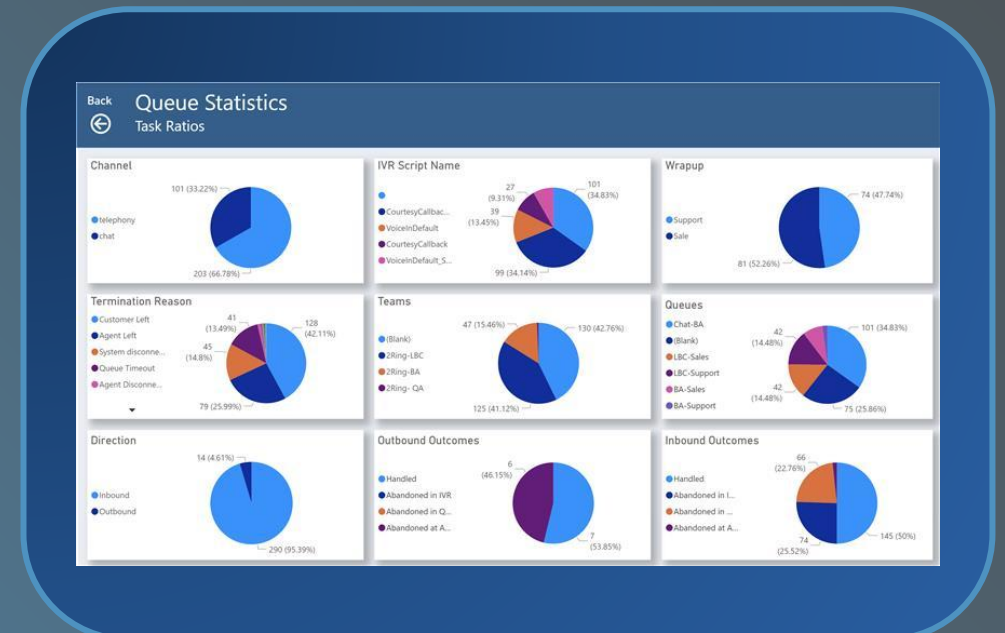 Back
Queue Statistics
Task Ratios
Channel
telephony
chat
101 (33.22%)
203 (66.78%)
IVR Script Name
CourtesyCallbac...
VoiceInDefault
CourtesyCallback
VoiceInDefault_S...
27
(9.31%)
39
(13.45%)
101
(34.83%)
99 (34.14%)
Wrapup
Support
Sale
74 (47.74%)
81 (52.26%)
Termination Reason
Customer Left
Agent Left
System disconne...
Queue Timeout
Agent Disconne...
41
(13.49%)
45
(14.8%)
128
(42.11%)
79 (25.99%)
Teams
(Blank)
2Ring-LBC
2Ring-BA
2Ring- QA
47 (15.46%)
130 (42.76%)
125 (41.12%)
Queues
Chat-BA
(Blank)
LBC-Sales
LBC-Support
BA-Sales
BA-Support
42
(14.48%)
42
(14.48%)
101 (34.83%)
75 (25.86%)
Direction
Inbound
Outbound
14 (4.61%)
290 (95.39%)
Outbound Outcomes
Handled
Abandoned in IVR
Abandoned in Q...
Abandoned at A...
6
(46.15%)
7
(53.85%)
Inbound Outcomes
Handled
Abandoned in I...
Abandoned in ...
Abandoned at A...
66
(22.76%)
74
(25.52%)
145 (50%)